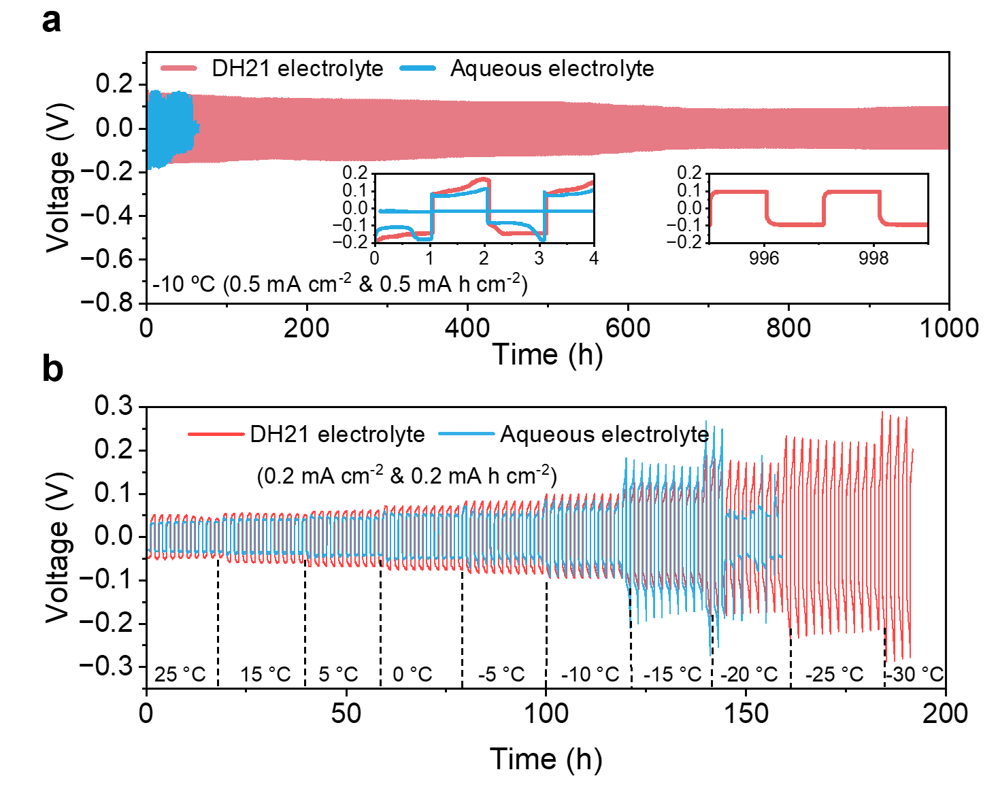 a
DH21 electrolyte Aqueous electrolyte
0.2
0.0
−0.2
−0.4
−0.6
−0.8
Voltage (V)
0.2
0.1
0.0
−0.1
−0.2
0 1 2 3 4
0.2
0.1
0.0
−0.1
−0.2
996 998
-10 ºC (0.5 mA cm-2 & 0.5 mA h cm-2)
0 200 400 600 800 1000
Time (h)
b
0.3
0.2
0.1
0.0
−0.1
−0.2
−0.3
Voltage (V)
DH21 electrolyte Aqueous electrolyte
(0.2 mA cm-2 & 0.2 mA h cm-2)
25 °C 15 °C 5 °C 0 °C -5 °C -10 °C -15 °C -20 °C -25 °C -30 °C
0 50 100 150 200
Time (h)